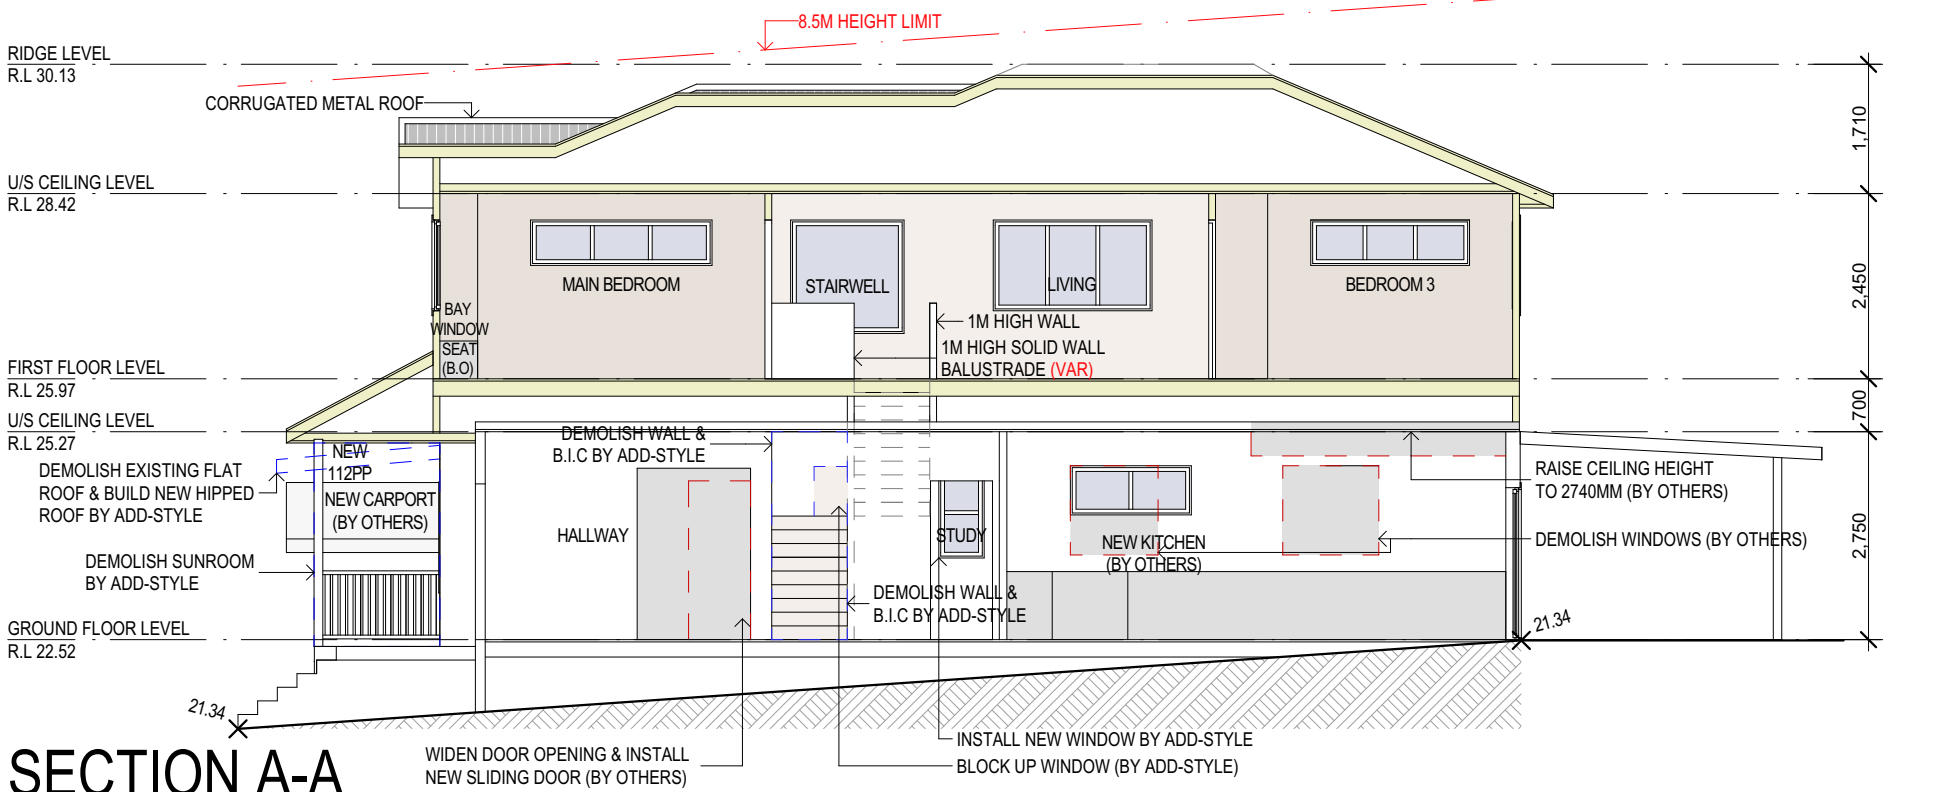 8.5M HEIGHT LIMIT
RIDGE LEVEL
R.L 30.13
CORRUGATED METAL ROOF
1,710
U/S CEILING LEVEL
R.L 28.42
MAIN BEDROOM
STAIRWELL
LIVING
BEDROOM 3
2,450
BAY
WINDOW
SEAT
(B.O)
1M HIGH WALL
1M HIGH SOLID WALL
BALUSTRADE (VAR)
FIRST FLOOR LEVEL
R.L 25.97
700
U/S CEILING LEVEL
R.L 25.27
DEMOLISH WALL &
B.I.C BY ADD-STYLE
NEW
112PP
DEMOLISH EXISTING FLAT
ROOF & BUILD NEW HIPPED
ROOF BY ADD-STYLE
NEW CARPORT
(BY OTHERS)
RAISE CEILING HEIGHT
TO 2740MM (BY OTHERS)
HALLWAY
STUDY
NEW KITCHEN
(BY OTHERS)
DEMOLISH WINDOWS (BY OTHERS)
2,750
DEMOLISH SUNROOM
BY ADD-STYLE
DEMOLISH WALL &
B.I.C BY ADD-STYLE
GROUND FLOOR LEVEL
R.L 22.52
21.34
21.34
SECTION A-A
WIDEN DOOR OPENING & INSTALL
NEW SLIDING DOOR (BY OTHERS)
INSTALL NEW WINDOW BY ADD-STYLE
BLOCK UP WINDOW (BY ADD-STYLE)